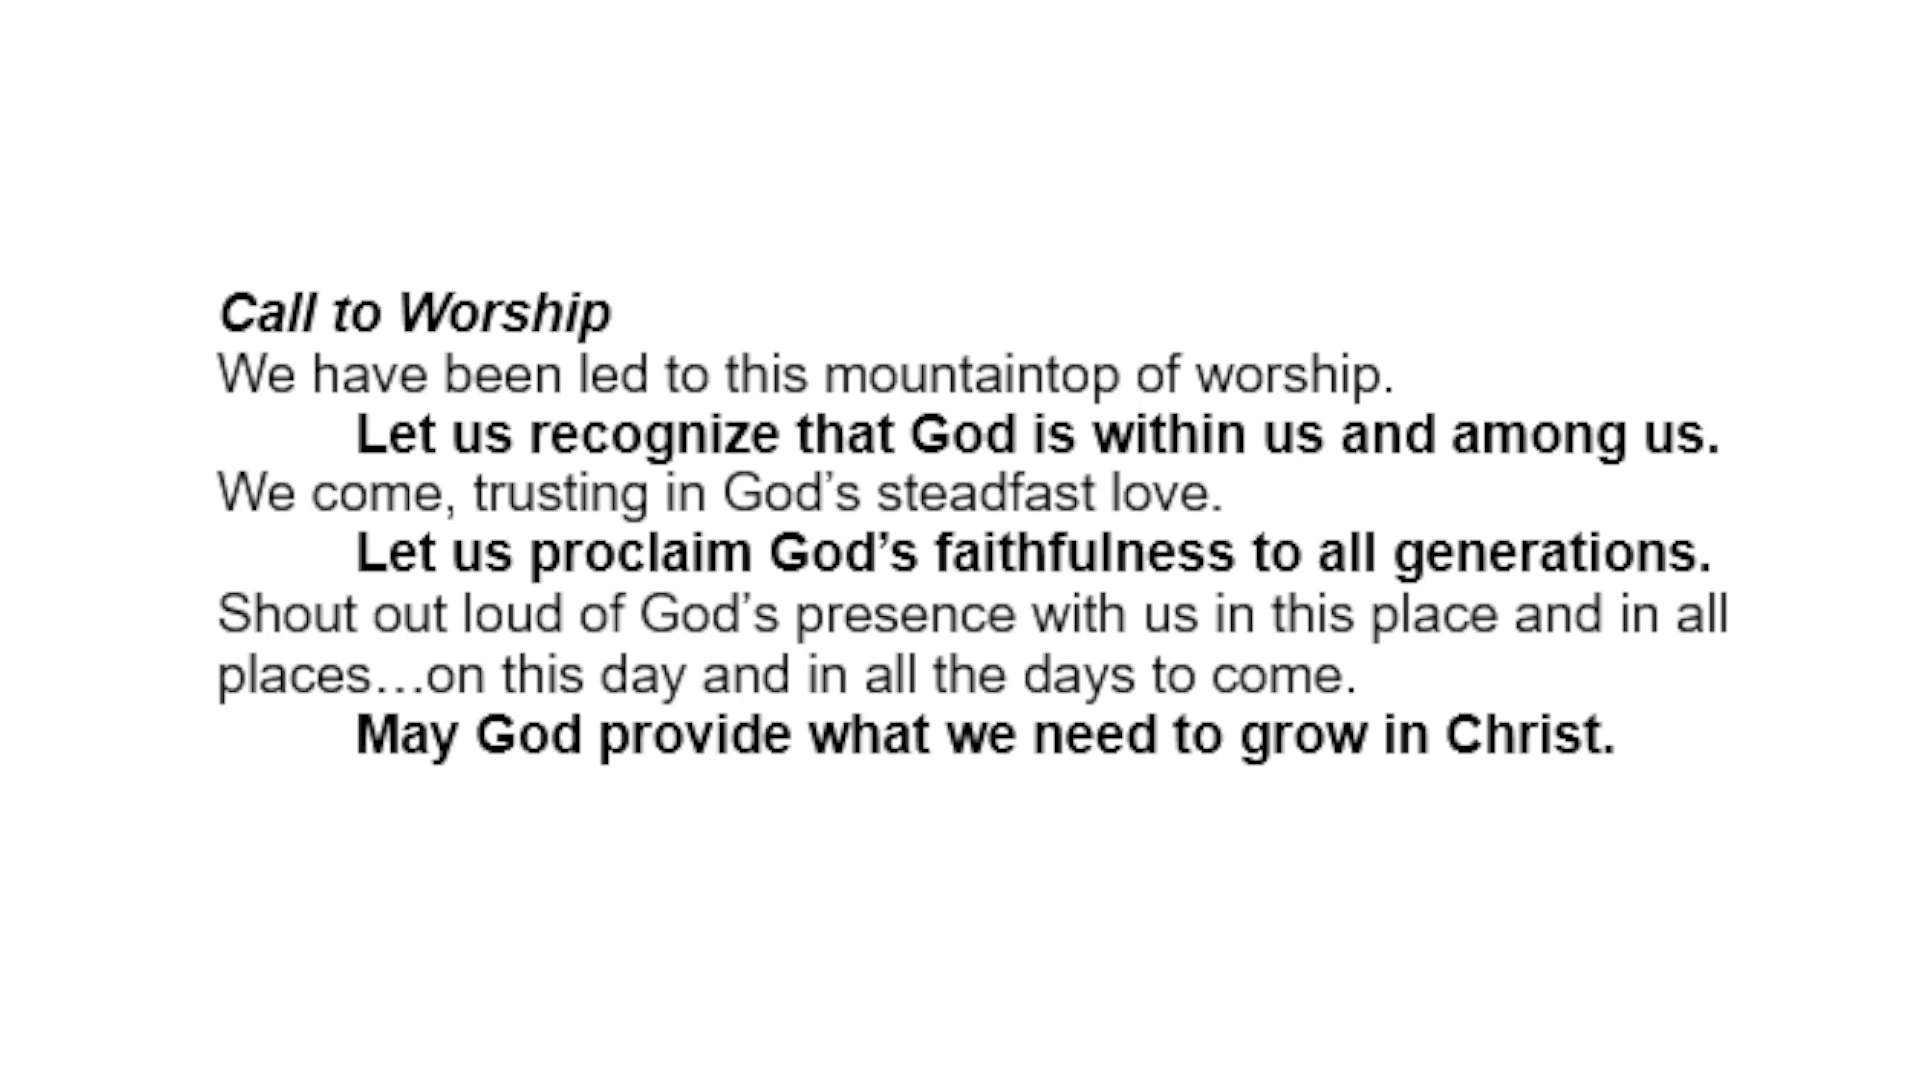 Call to Worship
We have been led to this mountaintop of worship.
Let us recognize that God is within us and among us.
We come, trusting in God’s steadfast love.
Let us proclaim God’s faithfulness to all generations.
Shout out loud of God’s presence with us in this place and in all
places…on this day and in all the days to come.
May God provide what we need to grow in Christ.